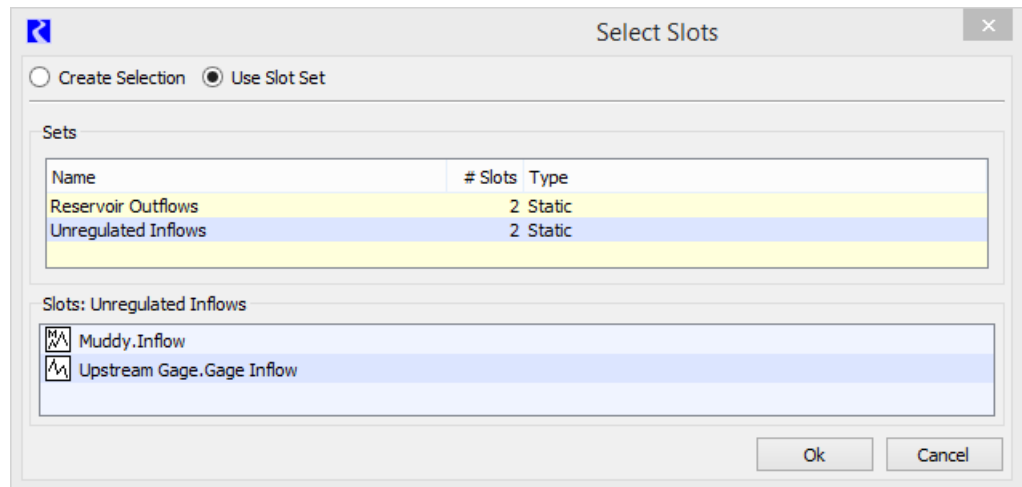 Select Slots
Create Selection Use Slot Set
Sets
Name # Slots Type
Reservoir Outflows 2 Static
Unregulated Inflows 2 Static
Slots: Unregulated Inflows
Muddy.Inflow
Upstream Gage.Gage Inflow
Ok Cancel